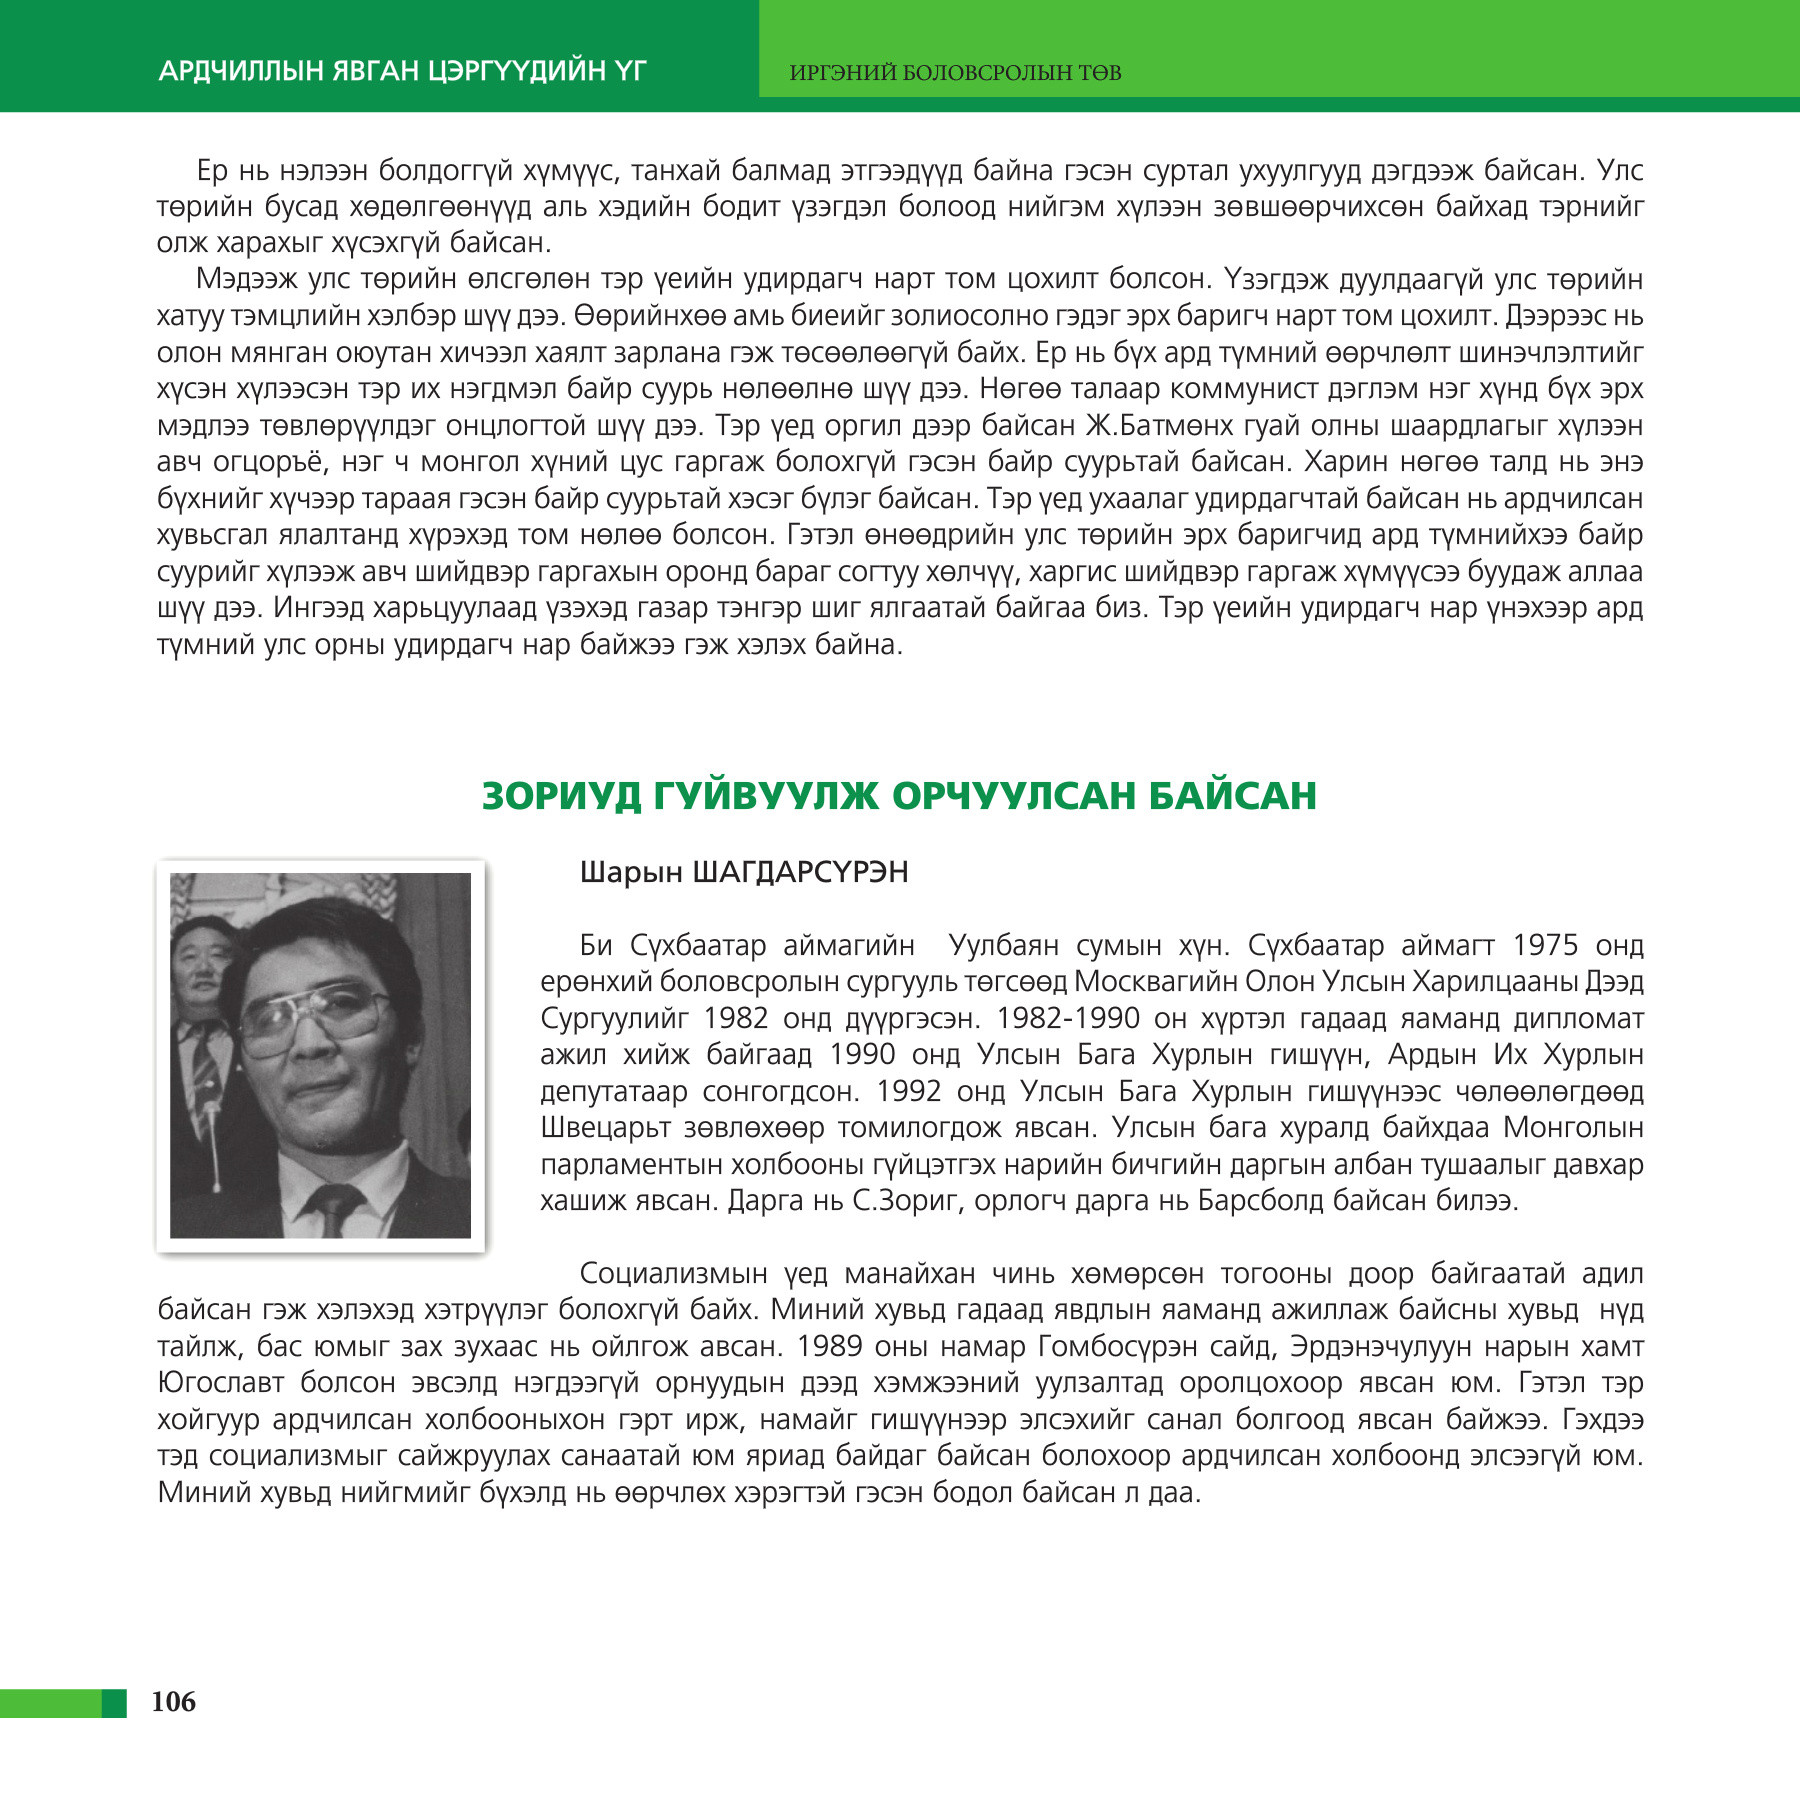 АРДЧИЛЛЫН ЯВГАН ЦЭРГҮҮДИЙН ҮГ
ИРГЭНИЙ БОЛОВСРОЛЫН ТӨВ
Ер нь нэлээн болдоггүй хүмүүс, танхай балмад этгээдүүд байна гэсэн суртал ухуулгууд дэгдээж байсан. Улс
төрийн бусад хөдөлгөөнүүд аль хэдийн бодит үзэгдэл болоод нийгэм хүлээн зөвшөөрчихсөн байхад тэрнийг
олж харахыг хүсэхгүй байсан.
Мэдээж улс төрийн өлсгөлөн тэр үеийн удирдагч нарт том цохилт болсон. Үзэгдэж дуулдаагүй улс төрийн
хатуу тэмцлийн хэлбэр шүү дээ. Өөрийнхөө амь биеийг золиосолно гэдэг эрх баригч нарт том цохилт. Дээрээс нь
олон мянган оюутан хичээл хаялт зарлана гэж төсөөлөөгүй байх. Ер нь бүх ард түмний өөрчлөлт шинэчлэлтийг
хүсэн хүлээсэн тэр их нэгдмэл байр суурь нөлөөлнө шүү дээ. Нөгөө талаар коммунист дэглэм нэг хүнд бүх эрх
мэдлээ төвлөрүүлдэг онцлогтой шүү дээ. Тэр үед оргил дээр байсан Ж.Батмөнх гуай олны шаардлагыг хүлээн
авч огцоръё, нэг ч монгол хүний цус гаргаж болохгүй гэсэн байр суурьтай байсан. Харин нөгөө талд нь энэ
бүхнийг хүчээр тараая гэсэн байр суурьтай хэсэг бүлэг байсан. Тэр үед ухаалаг удирдагчтай байсан нь ардчилсан
хувьсгал ялалтанд хүрэхэд том нөлөө болсон. Гэтэл өнөөдрийн улс төрийн эрх баригчид ард түмнийхээ байр
суурийг хүлээж авч шийдвэр гаргахын оронд бараг согтуу хөлчүү, харгис шийдвэр гаргаж хүмүүсээ буудаж аллаа
шүү дээ. Ингээд харьцуулаад үзэхэд газар тэнгэр шиг ялгаатай байгаа биз. Тэр үеийн удирдагч нар үнэхээр ард
түмний улс орны удирдагч нар байжээ гэж хэлэх байна.
ЗОРИУД ГУЙВУУЛЖ ОРЧУУЛСАН БАЙСАН
Шарын ШАГДАРСҮРЭН
Би Сүхбаатар аймагийн Уулбаян сумын хүн. Сүхбаатар аймагт 1975 онд
ерөнхий боловсролын сургууль төгсөөд Москвагийн Олон Улсын Харилцааны Дээд
Сургуулийг 1982 онд дүүргэсэн. 1982-1990 он хүртэл гадаад яаманд дипломат
ажил хийж байгаад 1990 онд Улсын Бага Хурлын гишүүн, Ардын Их Хурлын
депутатаар сонгогдсон. 1992 онд Улсын Бага Хурлын гишүүнээс чөлөөлөгдөөд
Швецарьт зөвлөхөөр томилогдож явсан. Улсын бага хуралд байхдаа Монголын
парламентын холбооны гүйцэтгэх нарийн бичгийн даргын албан тушаалыг давхар
хашиж явсан. Дарга нь С.Зориг, орлогч дарга нь Барсболд байсан билээ.
Социализмын үед манайхан чинь хөмөрсөн тогооны доор байгаатай адил
байсан гэж хэлэхэд хэтрүүлэг болохгүй байх. Миний хувьд гадаад явдлын яаманд ажиллаж байсны хувьд нүд
тайлж, бас юмыг зах зухаас нь ойлгож авсан. 1989 оны намар Гомбосүрэн сайд, Эрдэнэчулуун нарын хамт
Югославт болсон эвсэлд нэгдээгүй орнуудын дээд хэмжээний уулзалтад оролцохоор явсан юм. Гэтэл тэр
хойгуур ардчилсан холбооныхон гэрт ирж, намайг гишүүнээр элсэхийг санал болгоод явсан байжээ. Гэхдээ
тэд социализмыг сайжруулах санаатай юм яриад байдаг байсан болохоор ардчилсан холбоонд элсээгүй юм.
Миний хувьд нийгмийг бүхэлд нь өөрчлөх хэрэгтэй гэсэн бодол байсан л даа.
106